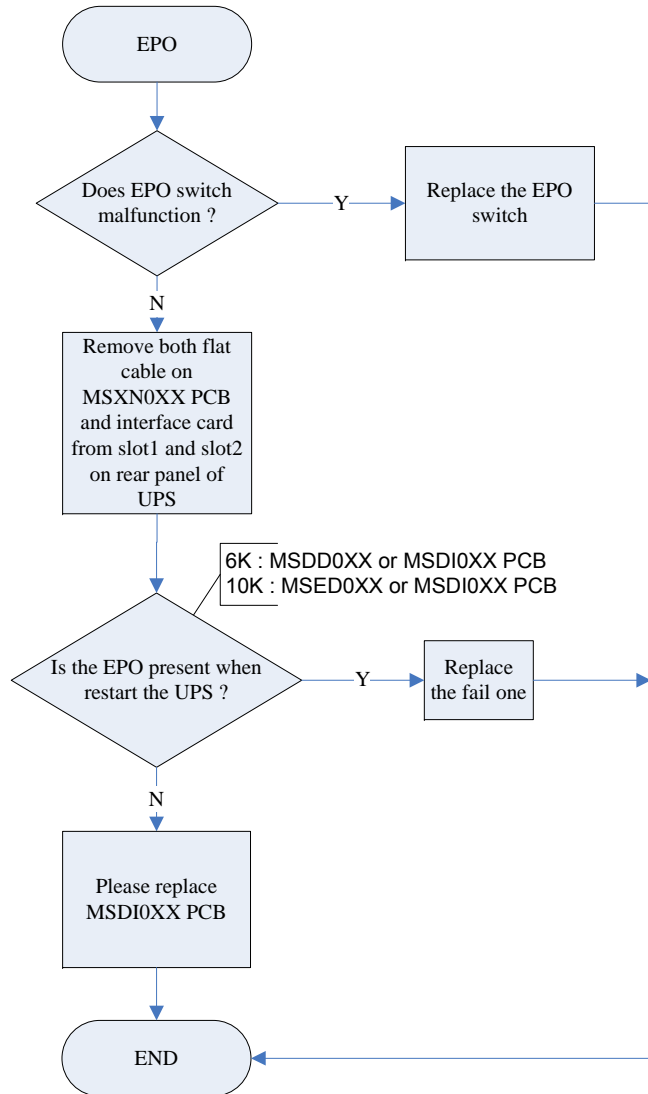 EPO
Does EPO switch
malfunction ?
Y
Replace the EPO
switch
N
Remove both flat
cable on
MSXN0XX PCB
and interface card
from slot1 and slot2
on rear panel of
UPS
6K : MSDD0XX or MSDI0XX PCB
10K : MSED0XX or MSDI0XX PCB
Is the EPO present when
restart the UPS ?
Y
Replace
the fail one
N
Please replace
MSDI0XX PCB
END